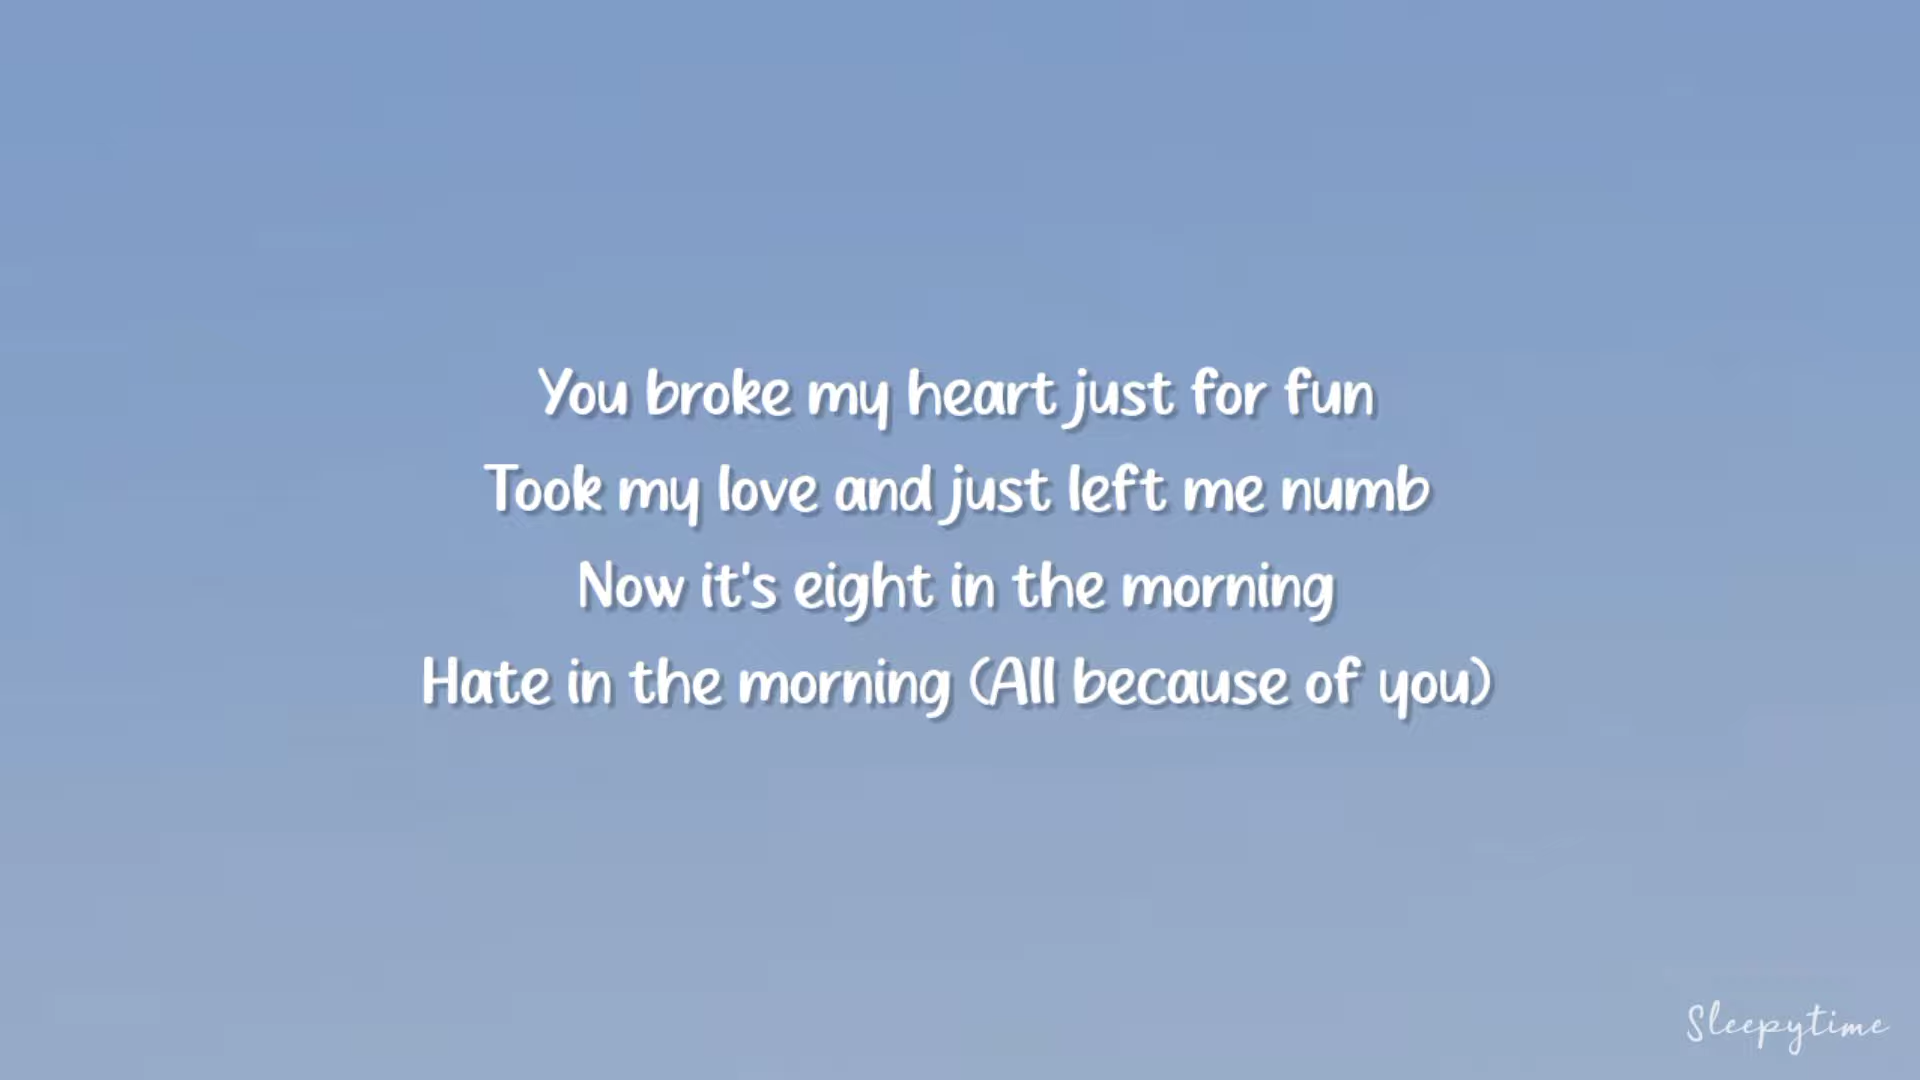 You broke my heart just for fun
Took my love and just left me numb
Now it's eight in the morning
Hate in the morning (All because of you)
Sleepytime